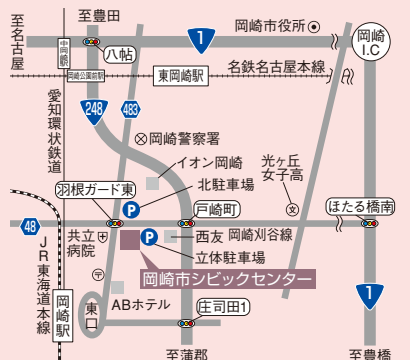 至豊田
至名古屋
岡崎市役所
岡崎
I.C
中岡崎駅
八帖
1
岡崎公園前駅
東岡崎駅
名鉄名古屋本線
愛知環状鉄道
248
483
岡崎警察署
イオン岡崎
光ヶ丘
女子高
羽根ガード東
P
北駐車場
戸崎町
ほたる橋南
48
共立
病院
P
西友
岡崎刈谷線
立体駐車場
文
〒
岡崎市シビックセンター
JR東海道本線
岡崎駅
東口
ABホテル
庄司田1
1
至蒲郡
至豊橋